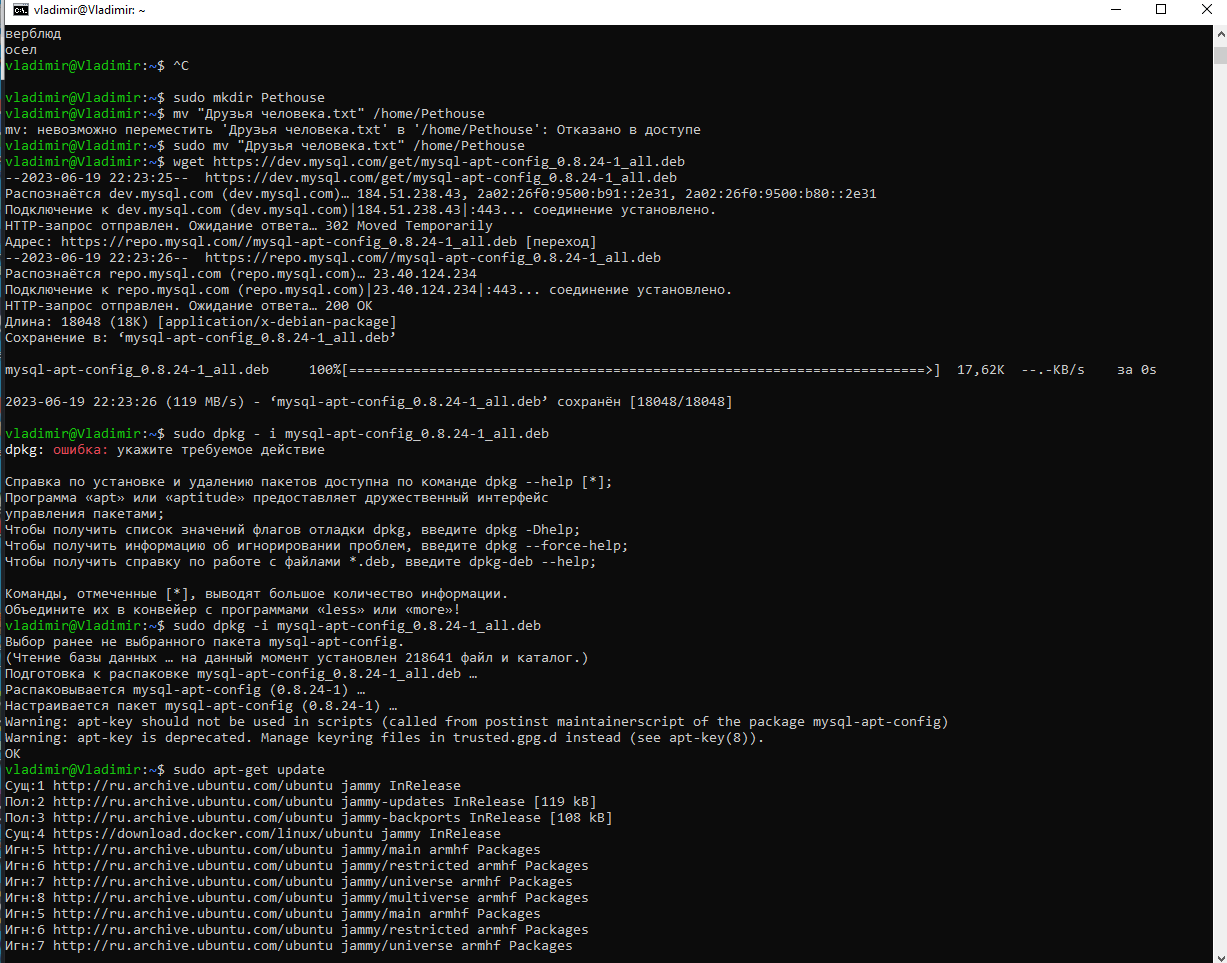 vladimir@Vladimir: ~
верблюд
осел
vladimir@Vladimir:~$ ^C
vladimir@Vladimir:~$ sudo mkdir Pethouse
vladimir@Vladimir:~$ mv "Друзья человека.txt" /home/Pethouse
mv: невозможно переместить 'Друзья человека.txt' в '/home/Pethouse': Отказано в доступе
vladimir@Vladimir:~$ sudo mv "Друзья человека.txt" /home/Pethouse
vladimir@Vladimir:~$ wget https://dev.mysql.com/get/mysql-apt-config_0.8.24-1_all.deb
--2023-06-19 22:23:25--  https://dev.mysql.com/get/mysql-apt-config_0.8.24-1_all.deb
Распознаётся dev.mysql.com (dev.mysql.com)… 184.51.238.43, 2a02:26f0:9500:b91::2e31, 2a02:26f0:9500:b80::2e31
Подключение к dev.mysql.com (dev.mysql.com)|184.51.238.43|:443... соединение установлено.
HTTP-запрос отправлен. Ожидание ответа… 302 Moved Temporarily
Адрес: https://repo.mysql.com//mysql-apt-config_0.8.24-1_all.deb [переход]
--2023-06-19 22:23:26--  https://repo.mysql.com//mysql-apt-config_0.8.24-1_all.deb
Распознаётся repo.mysql.com (repo.mysql.com)… 23.40.124.234
Подключение к repo.mysql.com (repo.mysql.com)|23.40.124.234|:443... соединение установлено.
HTTP-запрос отправлен. Ожидание ответа… 200 OK
Длина: 18048 (18K) [application/x-debian-package]
Сохранение в: ‘mysql-apt-config_0.8.24-1_all.deb’
mysql-apt-config_0.8.24-1_all.deb     100%[========================================================================>]  17,62K  --.-KB/s    за 0s
2023-06-19 22:23:26 (119 MB/s) - ‘mysql-apt-config_0.8.24-1_all.deb’ сохранён [18048/18048]
vladimir@Vladimir:~$ sudo dpkg - i mysql-apt-config_0.8.24-1_all.deb
dpkg: ошибка: укажите требуемое действие
Справка по установке и удалению пакетов доступна по команде dpkg --help [*];
Программа «apt» или «aptitude» предоставляет дружественный интерфейс
управления пакетами;
Чтобы получить список значений флагов отладки dpkg, введите dpkg -Dhelp;
Чтобы получить информацию об игнорировании проблем, введите dpkg --force-help;
Чтобы получить справку по работе с файлами *.deb, введите dpkg-deb --help;
Команды, отмеченные [*], выводят большое количество информации.
Объедините их в конвейер с программами «less» или «more»!
vladimir@Vladimir:~$ sudo dpkg -i mysql-apt-config_0.8.24-1_all.deb
Выбор ранее не выбранного пакета mysql-apt-config.
(Чтение базы данных … на данный момент установлен 218641 файл и каталог.)
Подготовка к распаковке mysql-apt-config_0.8.24-1_all.deb …
Распаковывается mysql-apt-config (0.8.24-1) …
Настраивается пакет mysql-apt-config (0.8.24-1) …
Warning: apt-key should not be used in scripts (called from postinst maintainerscript of the package mysql-apt-config)
Warning: apt-key is deprecated. Manage keyring files in trusted.gpg.d instead (see apt-key(8)).
OK
vladimir@Vladimir:~$ sudo apt-get update
Сущ:1 http://ru.archive.ubuntu.com/ubuntu jammy InRelease
Пол:2 http://ru.archive.ubuntu.com/ubuntu jammy-updates InRelease [119 kB]
Пол:3 http://ru.archive.ubuntu.com/ubuntu jammy-backports InRelease [108 kB]
Сущ:4 https://download.docker.com/linux/ubuntu jammy InRelease
Игн:5 http://ru.archive.ubuntu.com/ubuntu jammy/main armhf Packages
Игн:6 http://ru.archive.ubuntu.com/ubuntu jammy/restricted armhf Packages
Игн:7 http://ru.archive.ubuntu.com/ubuntu jammy/universe armhf Packages
Игн:8 http://ru.archive.ubuntu.com/ubuntu jammy/multiverse armhf Packages
Игн:5 http://ru.archive.ubuntu.com/ubuntu jammy/main armhf Packages
Игн:6 http://ru.archive.ubuntu.com/ubuntu jammy/restricted armhf Packages
Игн:7 http://ru.archive.ubuntu.com/ubuntu jammy/universe armhf Packages